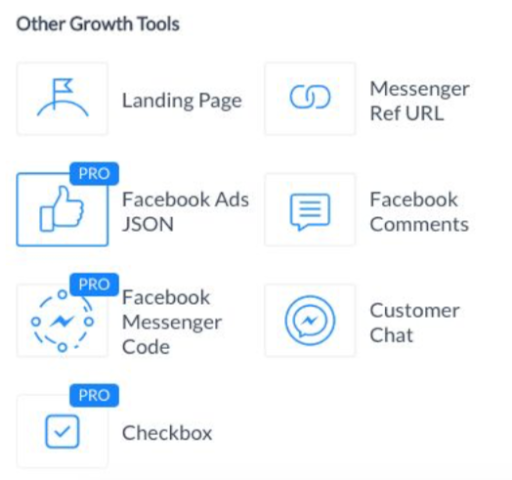 Other Growth Tools
Landing Page
Messenger
Ref URL
PRO
Facebook Ads
JSON
Facebook
Comments
PRO
Facebook
Messenger
Code
Customer
Chat
PRO
Checkbox